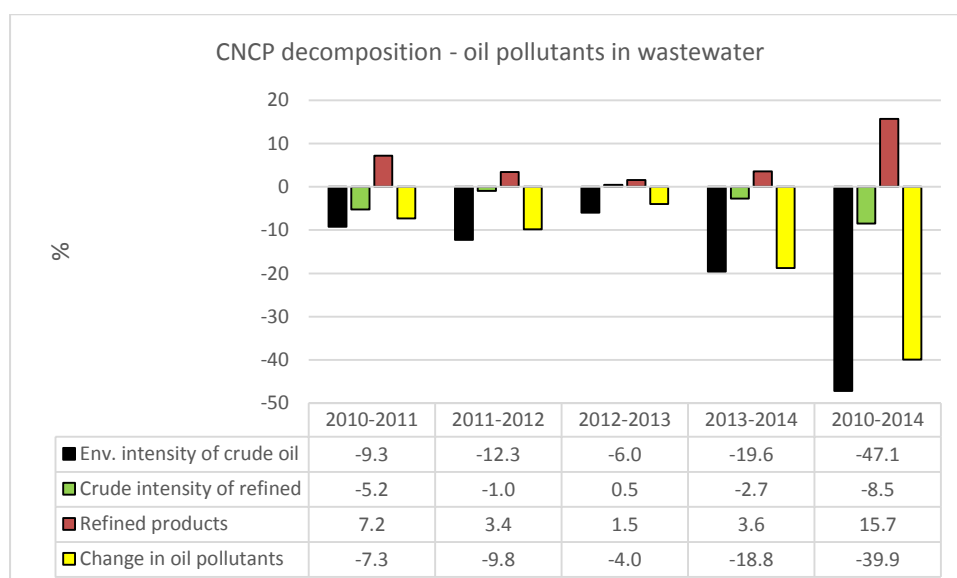 CNCP decomposition - oil pollutants in wastewater
20
10
0
-10
-20
-30
-40
-50
%
2010-2011 2011-2012 2012-2013 2013-2014 2010-2014
Env. intensity of crude oil -9.3 -12.3 -6.0 -19.6 -47.1
Crude intensity of refined -5.2 -1.0 0.5 -2.7 -8.5
Refined products 7.2 3.4 1.5 3.6 15.7
Change in oil pollutants -7.3 -9.8 -4.0 -18.8 -39.9